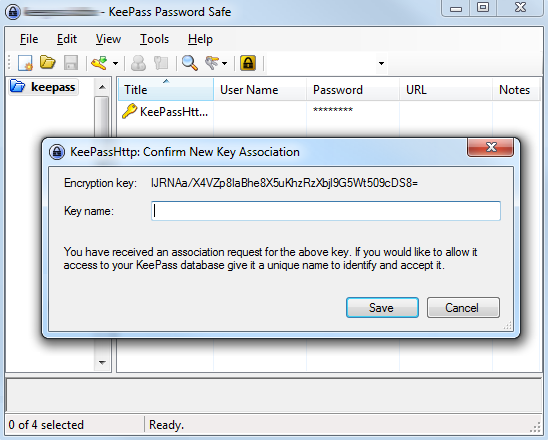 - KeePass Password Safe
File Edit View Tools Help
keepass
Title User Name Password URL Notes
KeePassHtt... ********
KeePassHttp: Confirm New Key Association
Encryption key: IJRNAa/X4VZp8IaBhe8X5uKhzRzXbjl9G5Wt509cDS8=
Key name:
You have received an association request for the above key. If you would like to allow it
access to your KeePass database give it a unique name to identify and accept it.
Save Cancel
0 of 4 selected Ready.